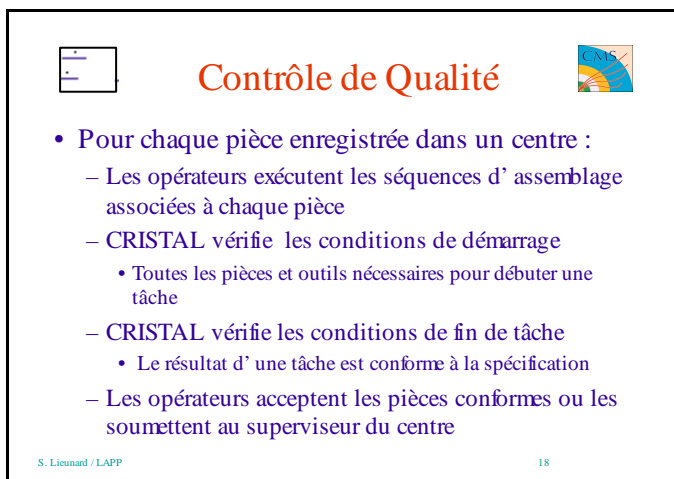 Contrôle de Qualité
CMS
• Pour chaque pièce enregistrée dans un centre :
– Les opérateurs exécutent les séquences d’ assemblage
associées à chaque pièce
– CRISTAL vérifie les conditions de démarrage
• Toutes les pièces et outils nécessaires pour débuter une
tâche
– CRISTAL vérifie les conditions de fin de tâche
• Le résultat d’ une tâche est conforme à la spécification
– Les opérateurs acceptent les pièces conformes ou les
soumettent au superviseur du centre
S. Lieunard / LAPP
18